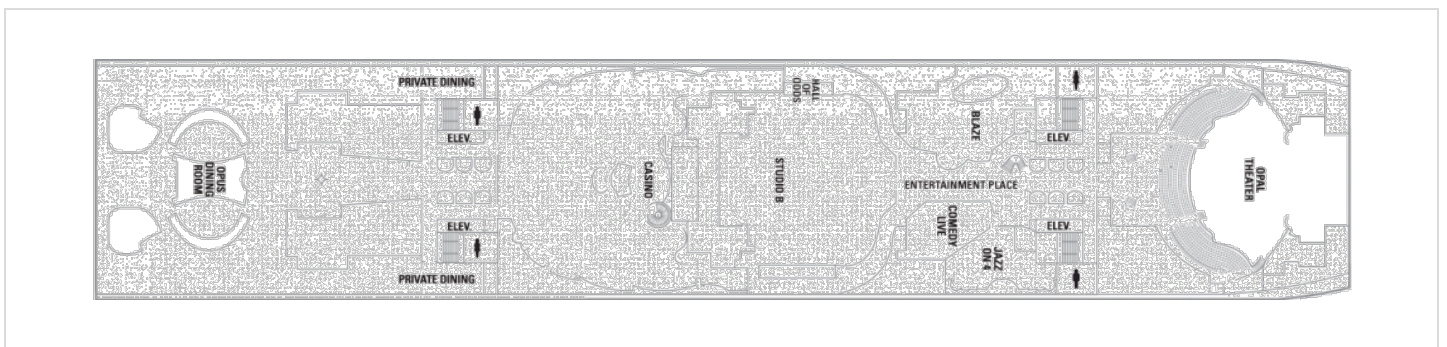 PRIVATE DINING
ELEV.
OPUS
DINING
ROOM
ELEV.
PRIVATE DINING
CASINO
STUDIO B
HALL
OF
ODDS
BLAZE
ENTERTAINMENT PLACE
COMEDY
LIVE
JAZZ
ON 4
ELEV.
ELEV.
OPAL
THEATER